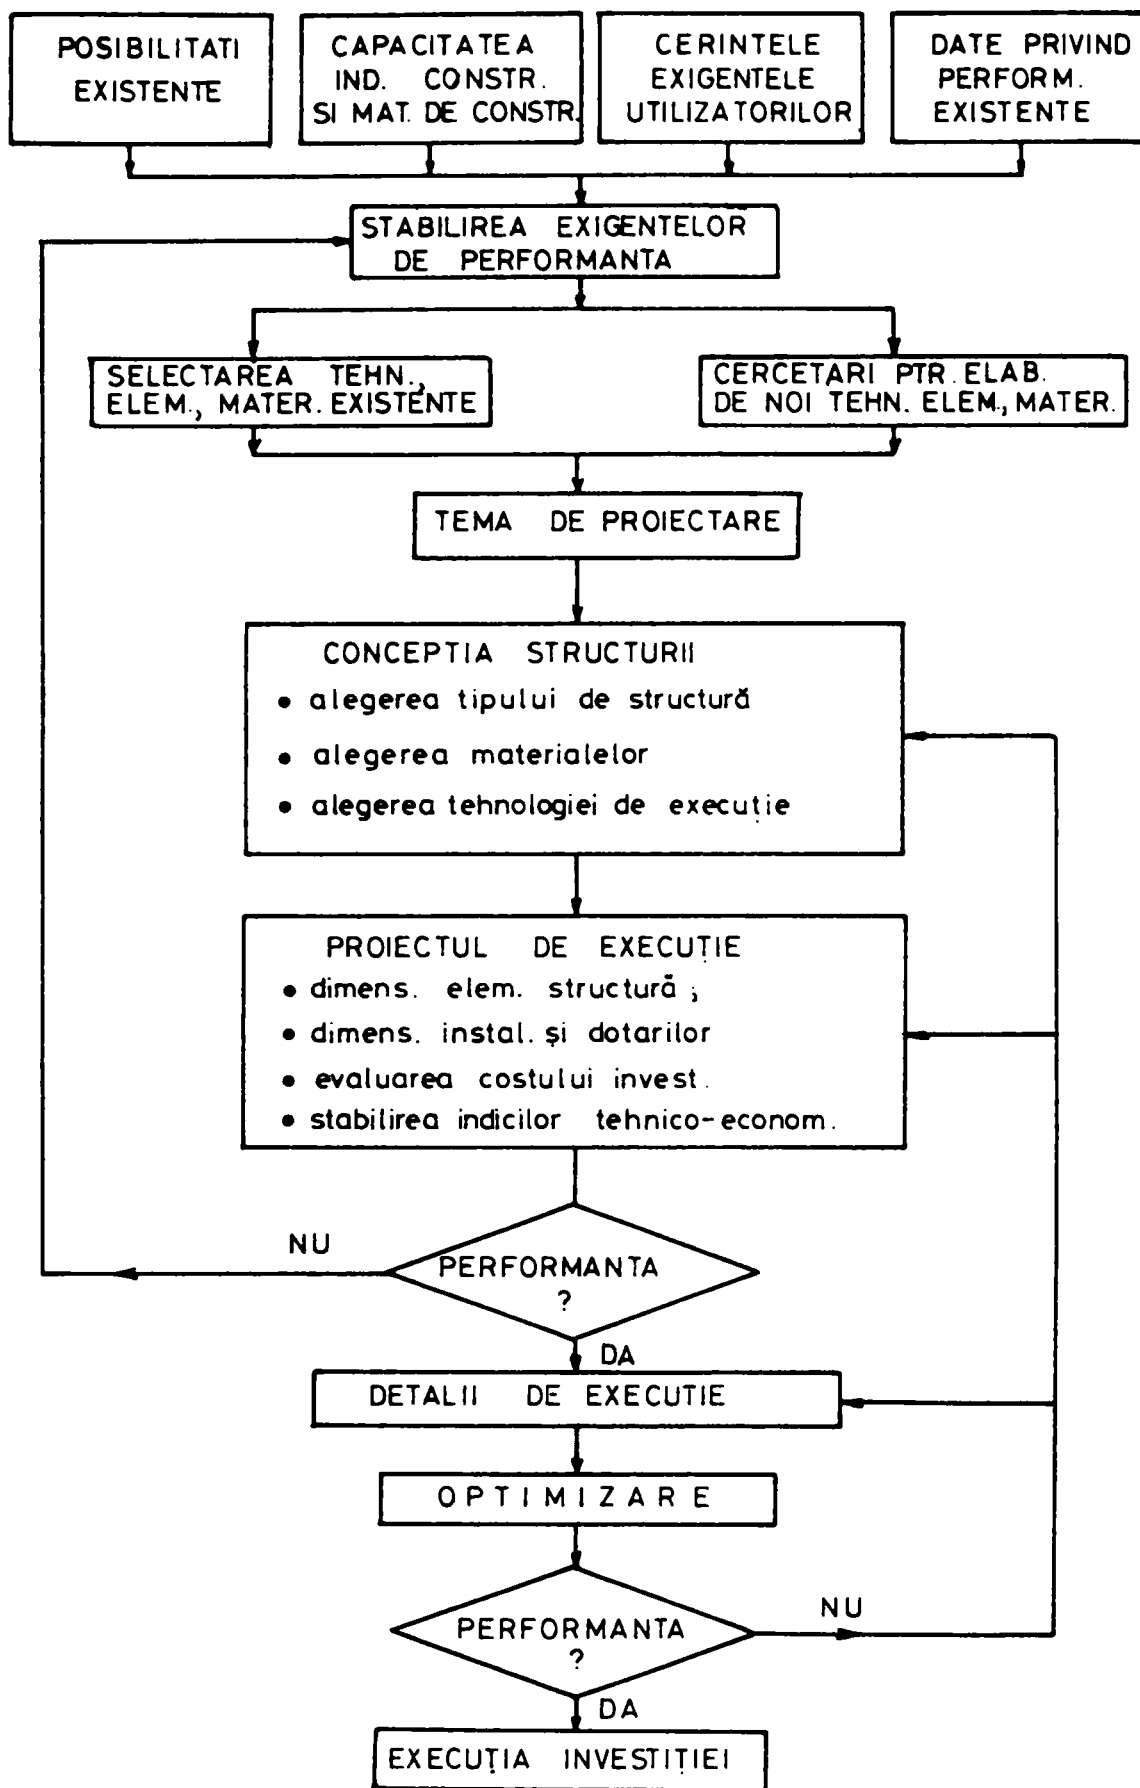 POSIBILITATI
EXISTENTE
CAPACITATEA
IND. CONSTR.
SI MAT. DE CONSTR.
CERINTELE
EXIGENTELE
UTILIZATORILOR
DATE PRIVIND
PERFORM.
EXISTENTE
STABILIREA EXIGENTELOR
DE PERFORMANTA
SELECTAREA TEHN.,
ELEM., MATER. EXISTENTE
CERCETARI PTR. ELAB.
DE NOI TEHN. ELEM., MATER.
TEMA DE PROIECTARE
CONCEPTIA STRUCTURII
• alegerea tipului de structură
• alegerea materialelor
• alegerea tehnologiei de execuție
PROIECTUL DE EXECUȚIE
• dimens. elem. structură ;
• dimens. instal. și dotarilor
• evaluarea costului invest.
• stabilirea indicilor tehnico-econom.
NU
PERFORMANTA
?
DA
DETALII DE EXECUTIE
OPTIMIZARE
PERFORMANTA
?
NU
DA
EXECUȚIA INVESTIȚIEI